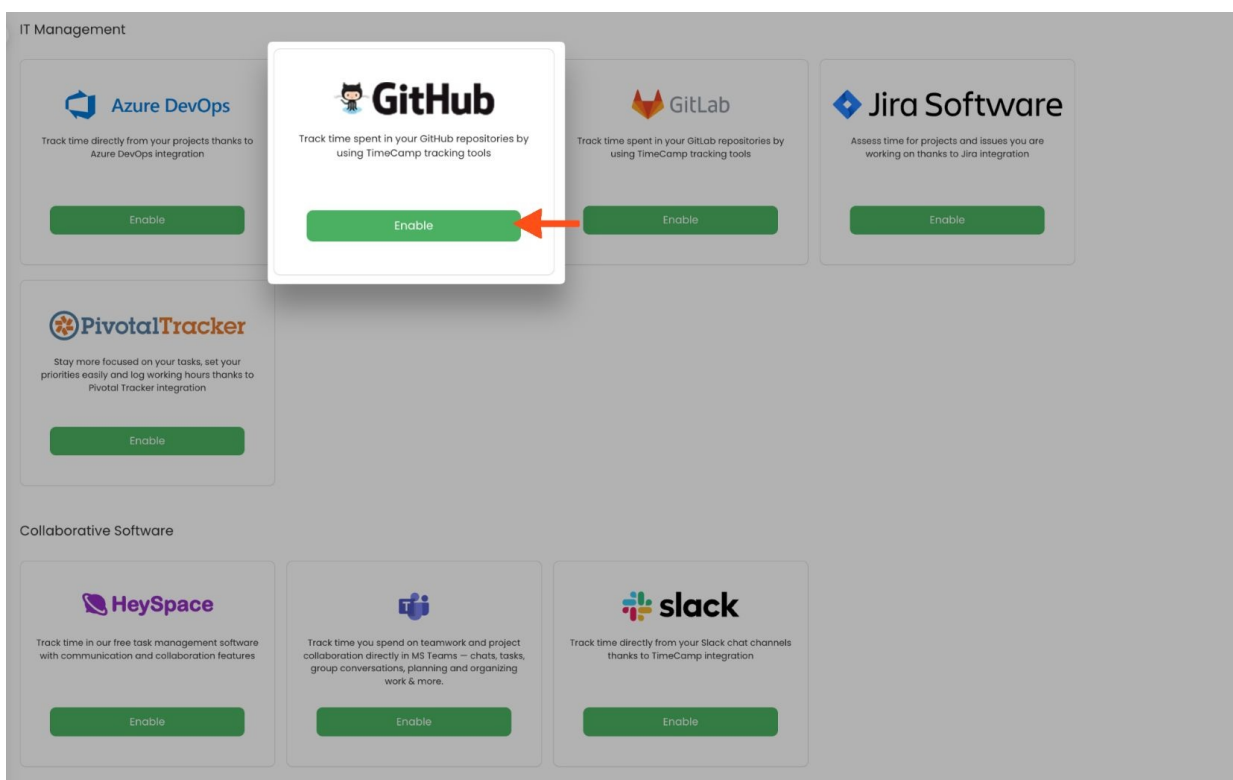 IT Management
Azure DevOps
Track time directly from your projects thanks to
Azure DevOps integration
Enable
GitHub
Track time spent in your GitHub repositories by
using TimeCamp tracking tools
Enable
GitLab
Track time spent in your GitLab repositories by
using TimeCamp tracking tools
Enable
Jira Software
Assess time for projects and issues you are
working on thanks to Jira integration
Enable
PivotalTracker
Stay more focused on your tasks, set your
priorities easily and log working hours thanks to
Pivotal Tracker integration
Enable
Collaborative Software
HeySpace
Track time in our free task management software
with communication and collaboration features
Enable
T
Track time you spend on teamwork and project
collaboration directly in MS Teams — chats, tasks,
group conversations, planning and organizing
work & more.
Enable
slack
Track time directly from your Slack chat channels
thanks to TimeCamp integration
Enable